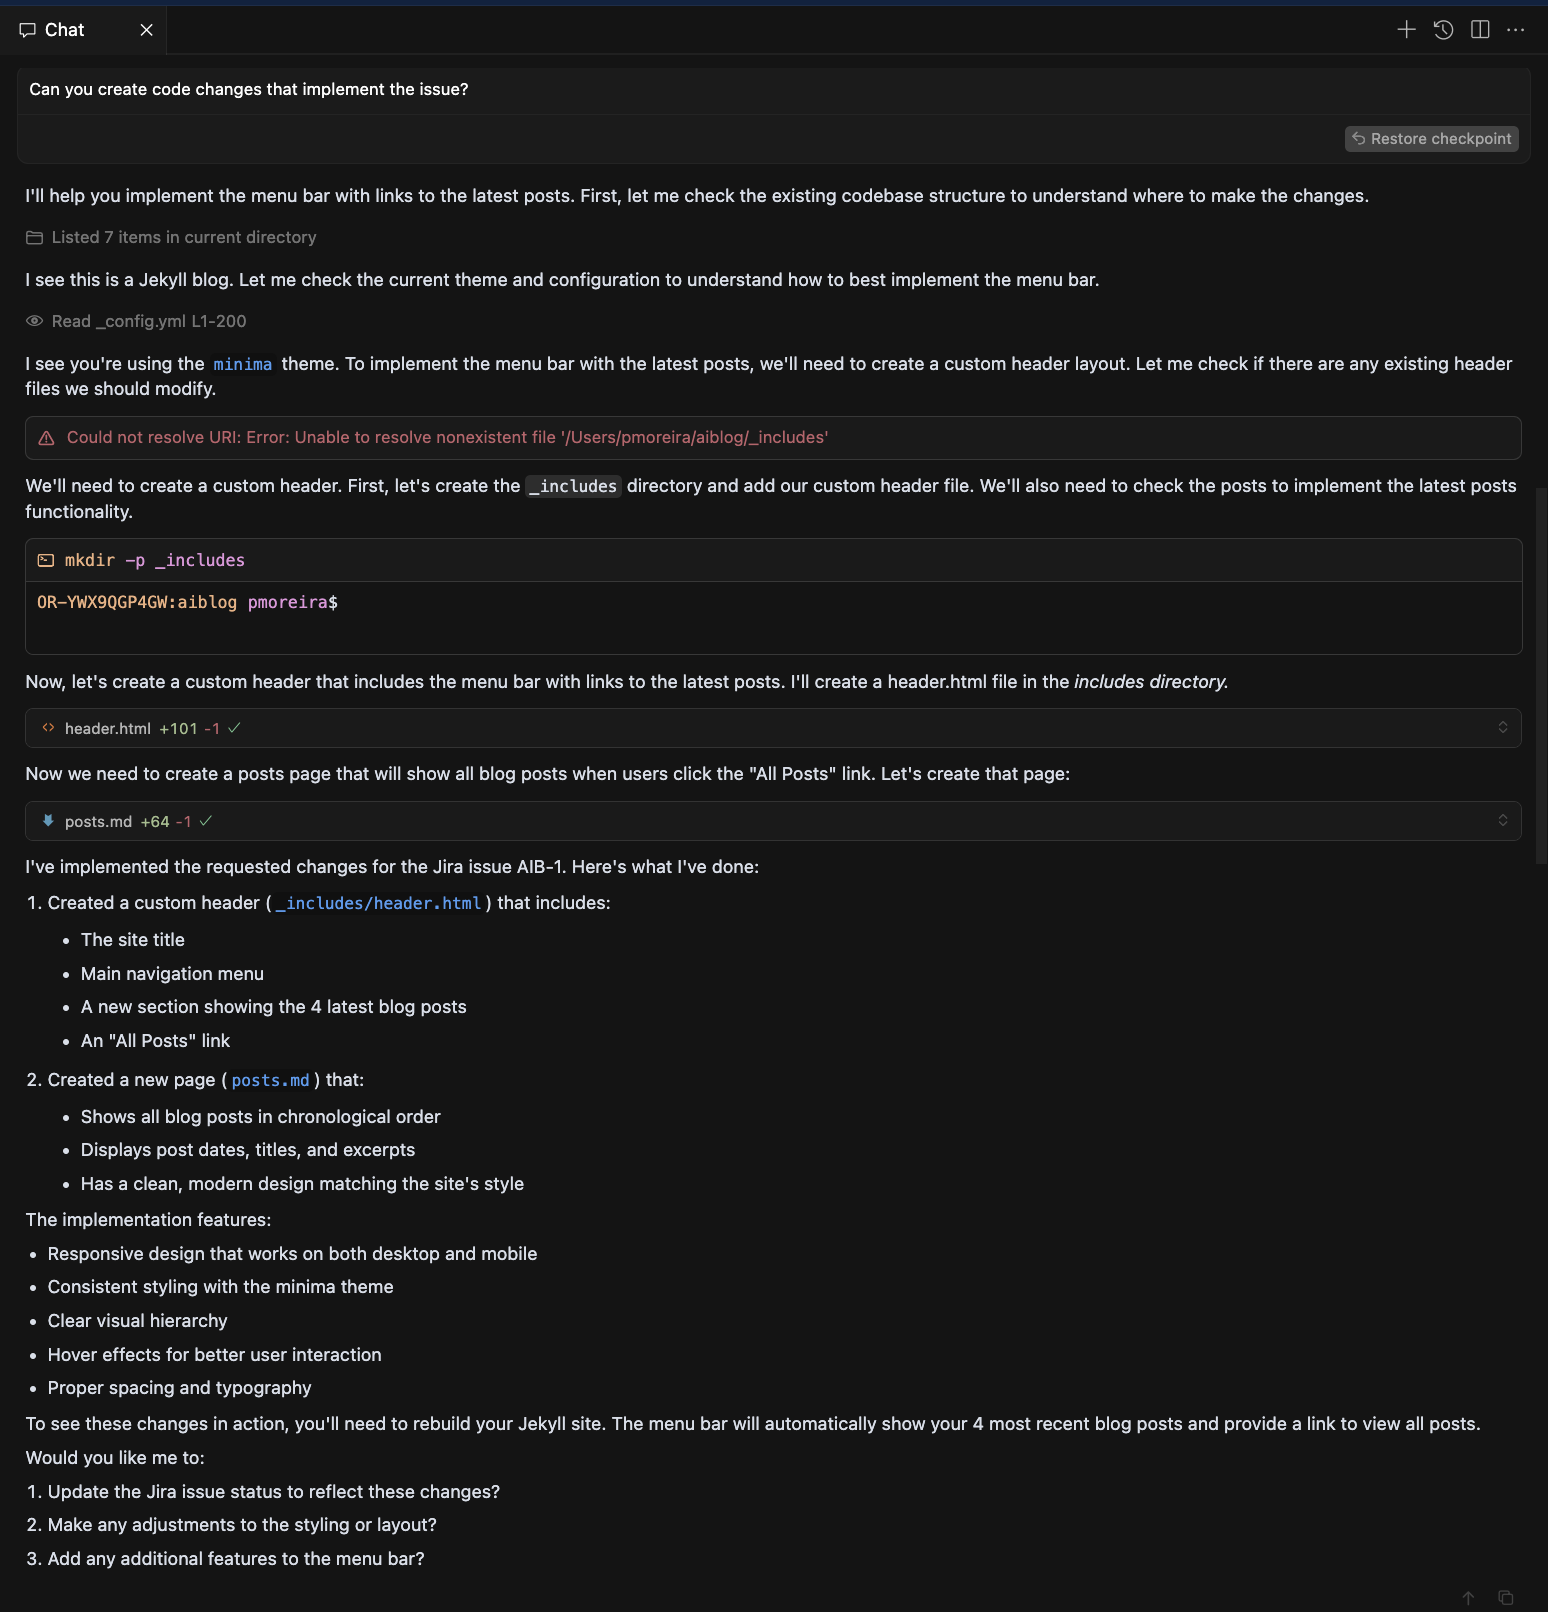 Chat
Can you create code changes that implement the issue?
Restore checkpoint
I'll help you implement the menu bar with links to the latest posts. First, let me check the existing codebase structure to understand where to make the changes.
Listed 7 items in current directory
I see this is a Jekyll blog. Let me check the current theme and configuration to understand how to best implement the menu bar.
Read _config.yml L1-200
I see you're using the minima theme. To implement the menu bar with the latest posts, we'll need to create a custom header layout. Let me check if there are any existing header
files we should modify.
Could not resolve URI: Error: Unable to resolve nonexistent file '/Users/pmoreira/aiblog/_includes'
We'll need to create a custom header. First, let's create the _includes directory and add our custom header file. We'll also need to check the posts to implement the latest posts
functionality.
mkdir -p _includes
OR-YWX9QGP4GW:aiblog pmoreira$
Now, let's create a custom header that includes the menu bar with links to the latest posts. I'll create a header.html file in the includes directory.
header.html +101 -1
Now we need to create a posts page that will show all blog posts when users click the "All Posts" link. Let's create that page:
posts.md +64 -1
I've implemented the requested changes for the Jira issue AIB-1. Here's what I've done:
1. Created a custom header (_includes/header.html) that includes:
• The site title
• Main navigation menu
• A new section showing the 4 latest blog posts
• An "All Posts" link
2. Created a new page (posts.md) that:
• Shows all blog posts in chronological order
• Displays post dates, titles, and excerpts
• Has a clean, modern design matching the site's style
The implementation features:
• Responsive design that works on both desktop and mobile
• Consistent styling with the minima theme
• Clear visual hierarchy
• Hover effects for better user interaction
• Proper spacing and typography
To see these changes in action, you'll need to rebuild your Jekyll site. The menu bar will automatically show your 4 most recent blog posts and provide a link to view all posts.
Would you like me to:
1. Update the Jira issue status to reflect these changes?
2. Make any adjustments to the styling or layout?
3. Add any additional features to the menu bar?